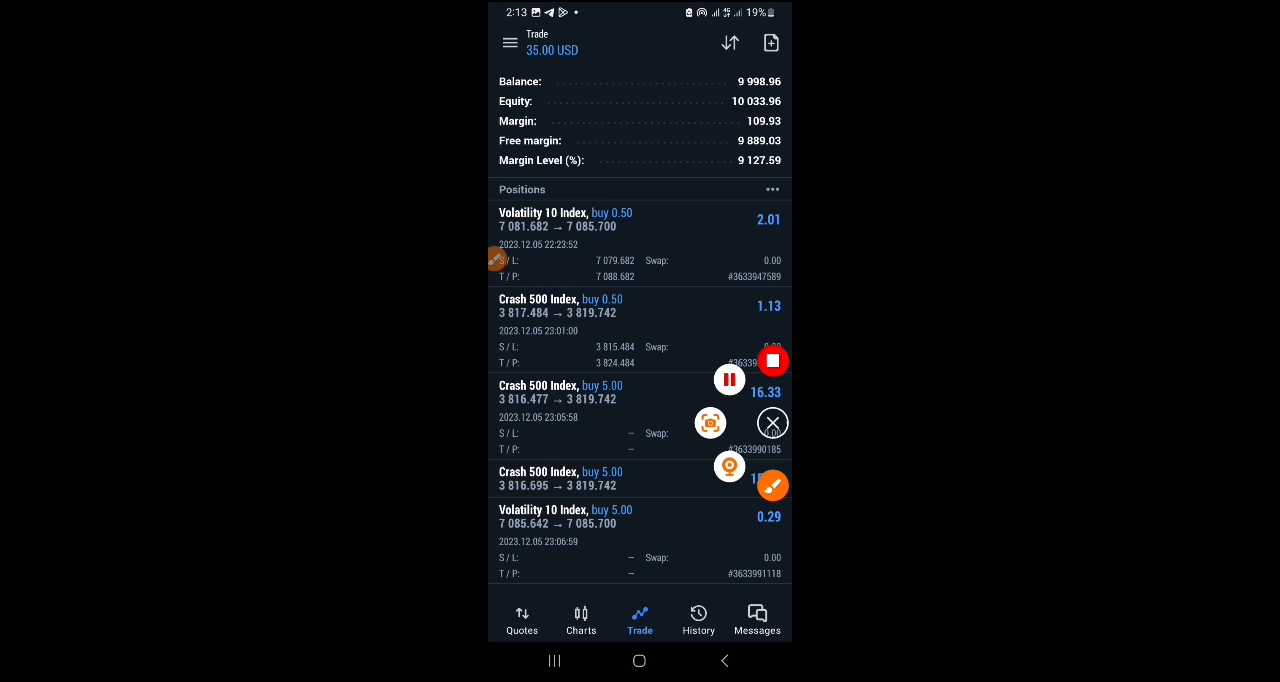 2:13 19%
Trade
35.00 USD
Balance: 9 998.96
Equity: 10 033.96
Margin: 109.93
Free margin: 9 889.03
Margin Level (%): 9 127.59
Positions
Volatility 10 Index, buy 0.50 2.01
7 081.682 → 7 085.700
2023.12.05 22:23:52
S / L: 7 079.682 Swap: 0.00
T / P: 7 088.682 #3633947589
Crash 500 Index, buy 0.50 1.13
3 817.484 → 3 819.742
2023.12.05 23:01:00
S / L: 3 815.484 Swap:
T / P: 3 824.484
Crash 500 Index, buy 5.00 16.33
3 816.477 → 3 819.742
2023.12.05 23:05:58
S / L: – Swap: 0.00
T / P: – #3633990185
Crash 500 Index, buy 5.00
3 816.695 → 3 819.742
Volatility 10 Index, buy 5.00 0.29
7 085.642 → 7 085.700
2023.12.05 23:06:59
S / L: – Swap: 0.00
T / P: – #3633991118
Quotes Charts Trade History Messages